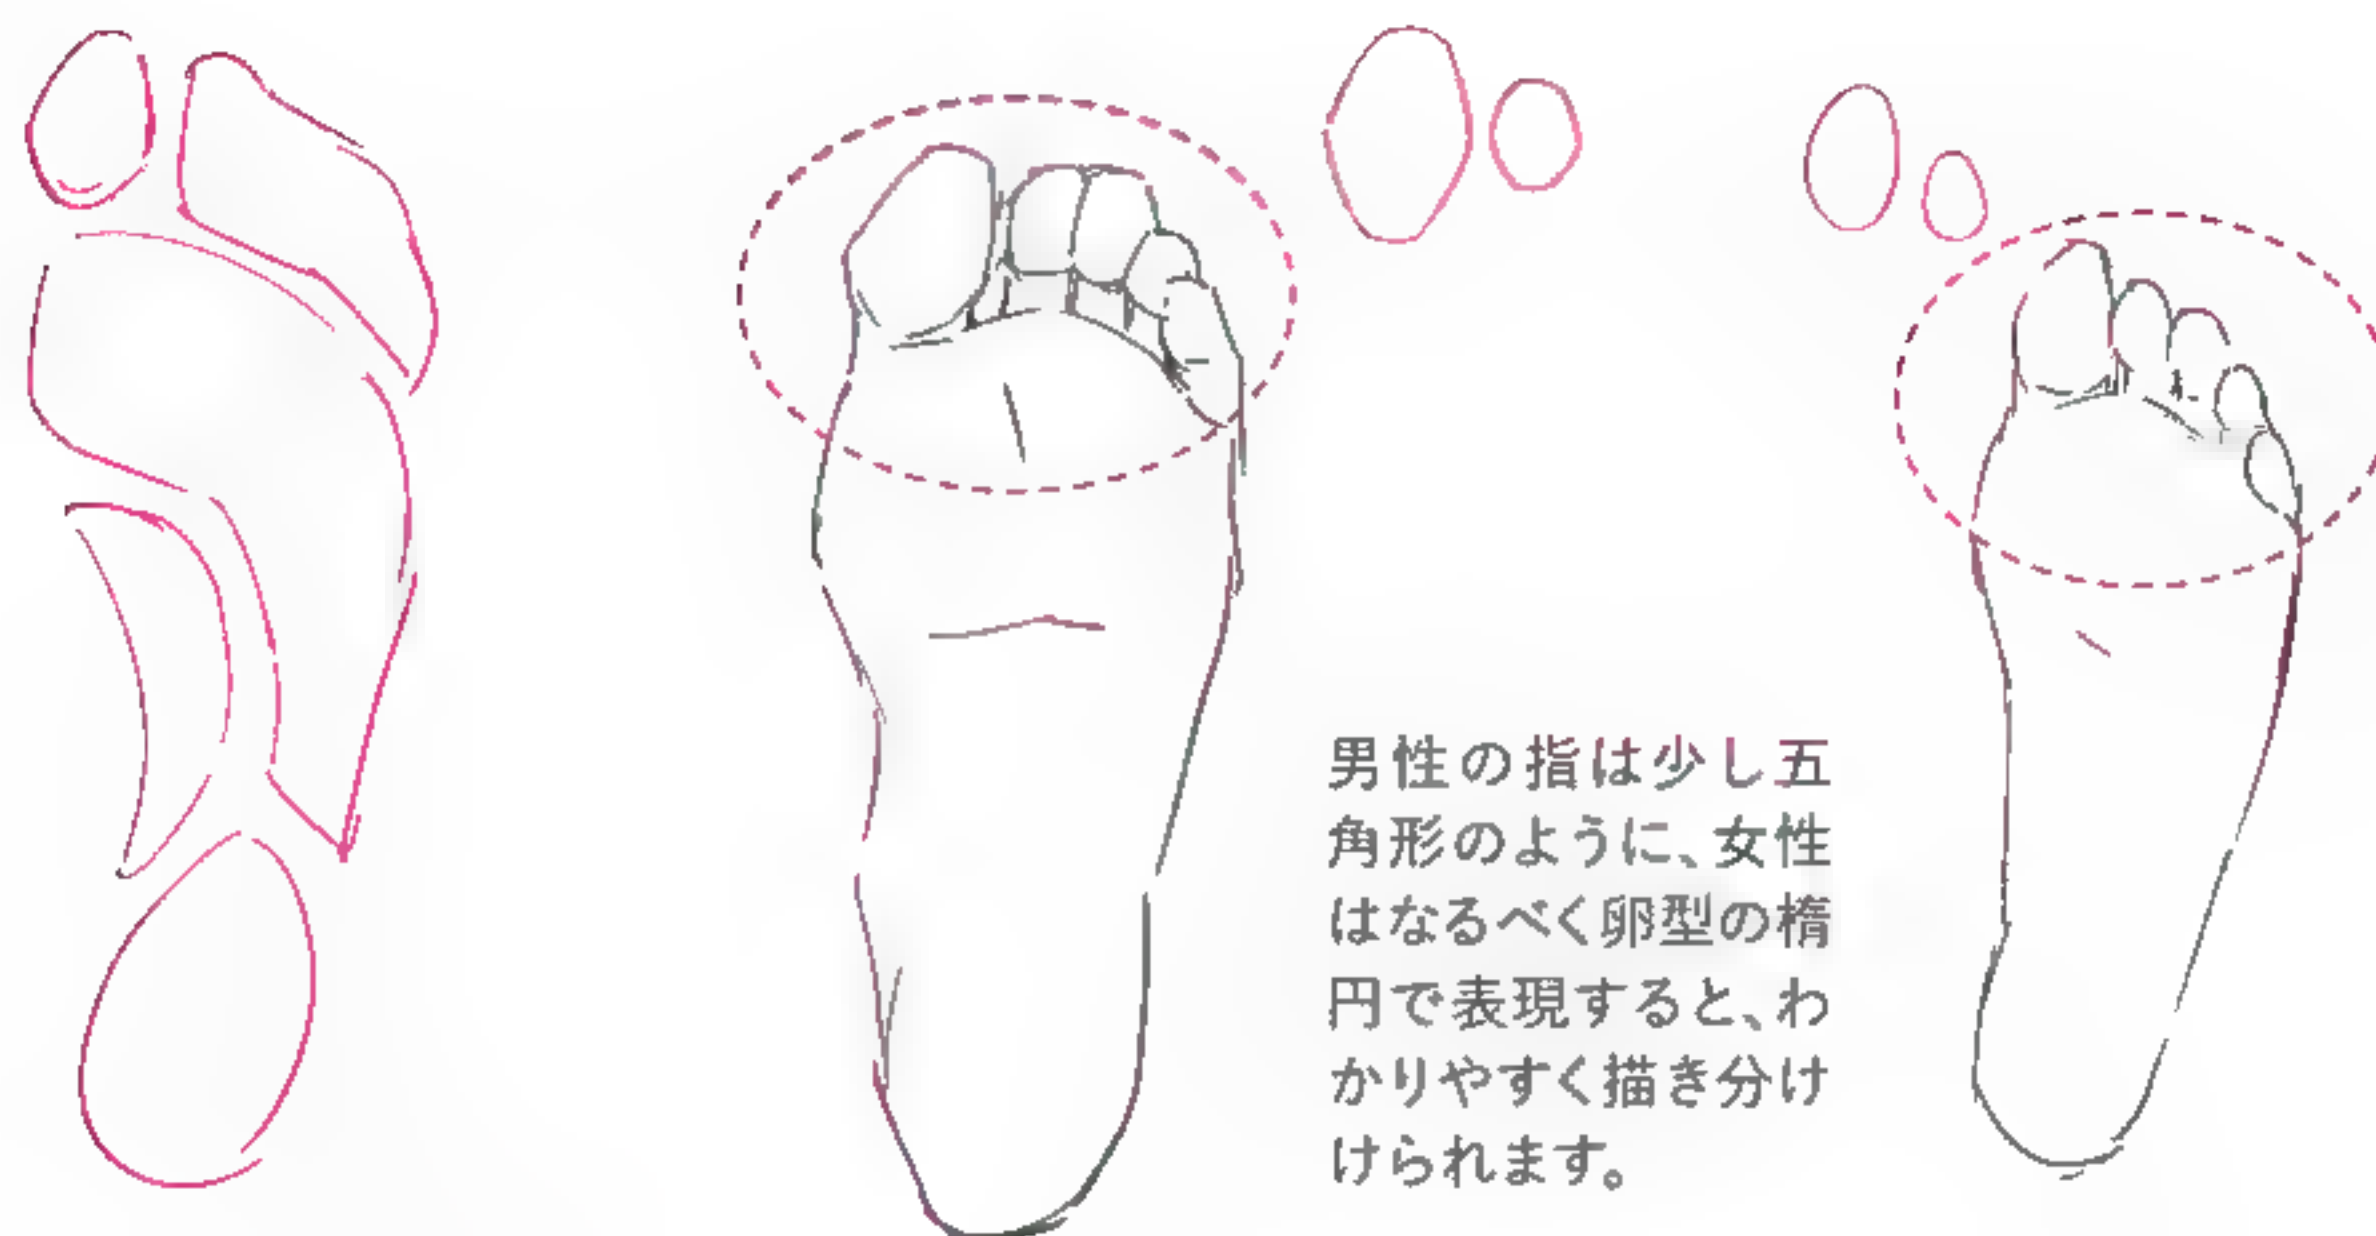 男性の指は少し五
角形のように、女性
はなるべく卵型の楕
円で表現すると、わ
かりやすく描き分け
けられます。